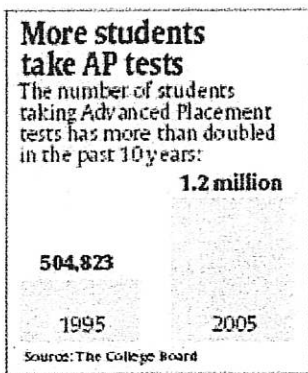 More students
take AP tests
The number of students
taking Advanced Placement
tests has more than doubled
in the past 10 years:
1.2 million
504,823
1995 2005
Source: The College Board